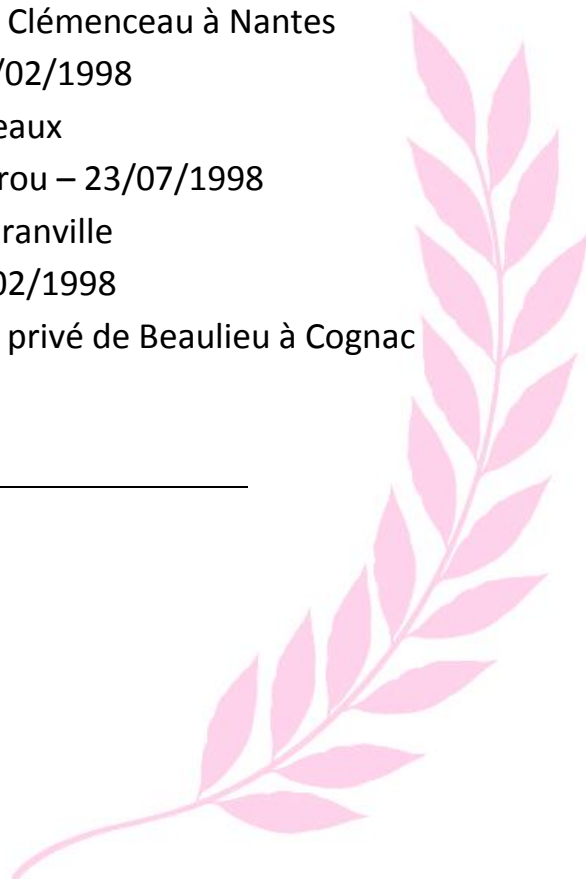 Clémenceau à Nantes
/02/1998
eaux
rou – 23/07/1998
ranville
02/1998
privé de Beaulieu à Cognac